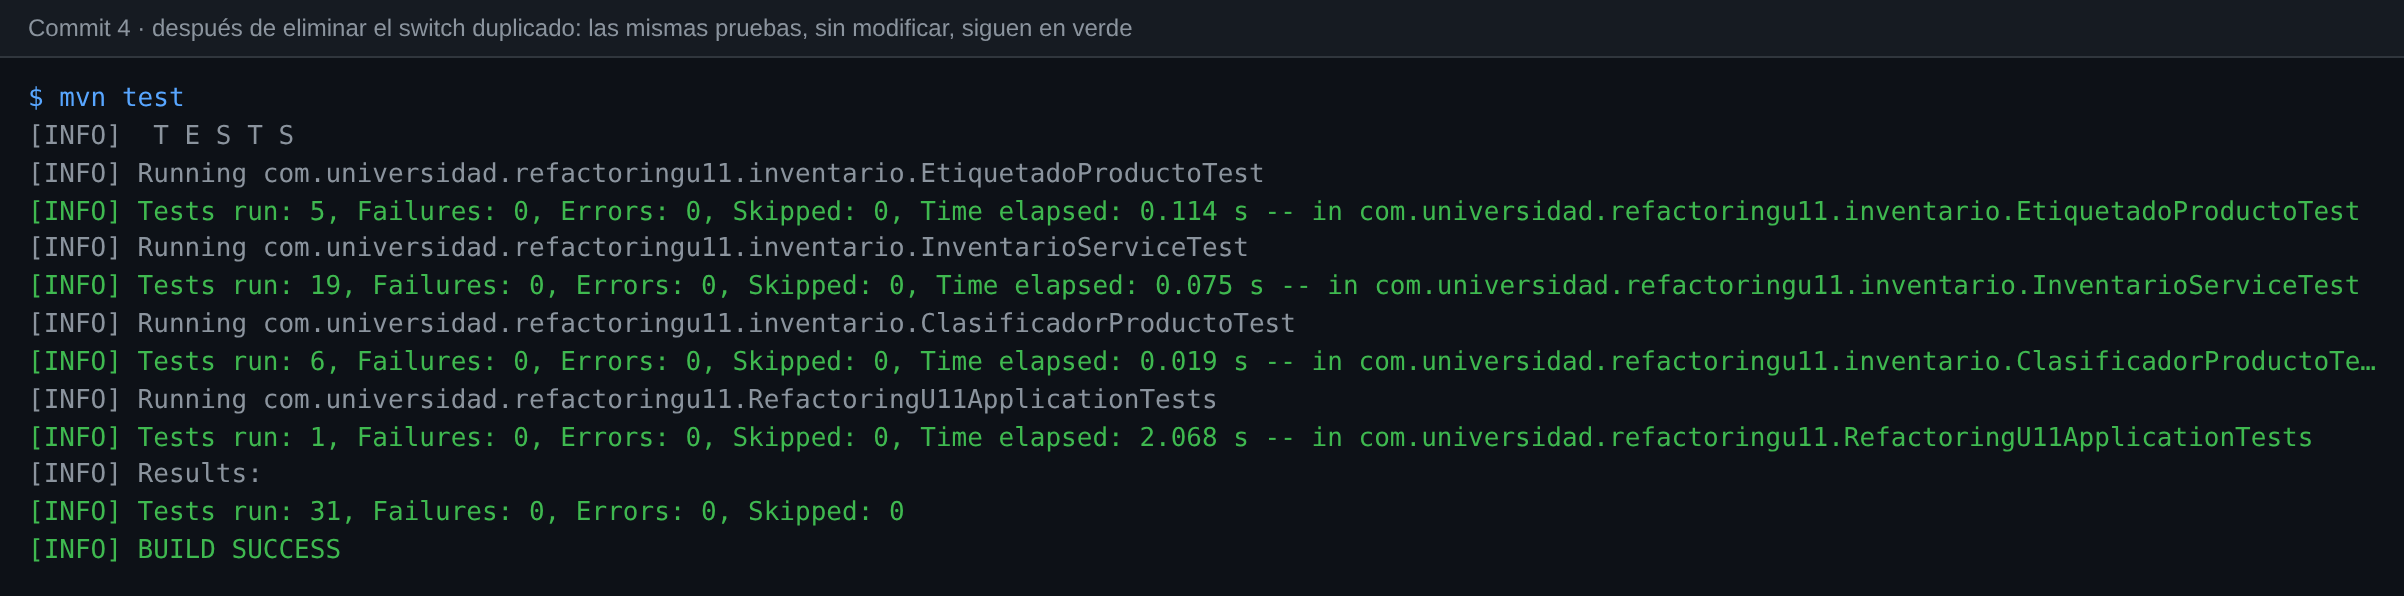 Commit 4 · después de eliminar el switch duplicado: las mismas pruebas, sin modificar, siguen en verde
$ mvn test
[INFO]  T E S T S
[INFO] Running com.universidad.refactoringu11.inventario.EtiquetadoProductoTest
[INFO] Tests run: 5, Failures: 0, Errors: 0, Skipped: 0, Time elapsed: 0.114 s -- in com.universidad.refactoringu11.inventario.EtiquetadoProductoTest
[INFO] Running com.universidad.refactoringu11.inventario.InventarioServiceTest
[INFO] Tests run: 19, Failures: 0, Errors: 0, Skipped: 0, Time elapsed: 0.075 s -- in com.universidad.refactoringu11.inventario.InventarioServiceTest
[INFO] Running com.universidad.refactoringu11.inventario.ClasificadorProductoTest
[INFO] Tests run: 6, Failures: 0, Errors: 0, Skipped: 0, Time elapsed: 0.019 s -- in com.universidad.refactoringu11.inventario.ClasificadorProductoTe…
[INFO] Running com.universidad.refactoringu11.RefactoringU11ApplicationTests
[INFO] Tests run: 1, Failures: 0, Errors: 0, Skipped: 0, Time elapsed: 2.068 s -- in com.universidad.refactoringu11.RefactoringU11ApplicationTests
[INFO] Results:
[INFO] Tests run: 31, Failures: 0, Errors: 0, Skipped: 0
[INFO] BUILD SUCCESS